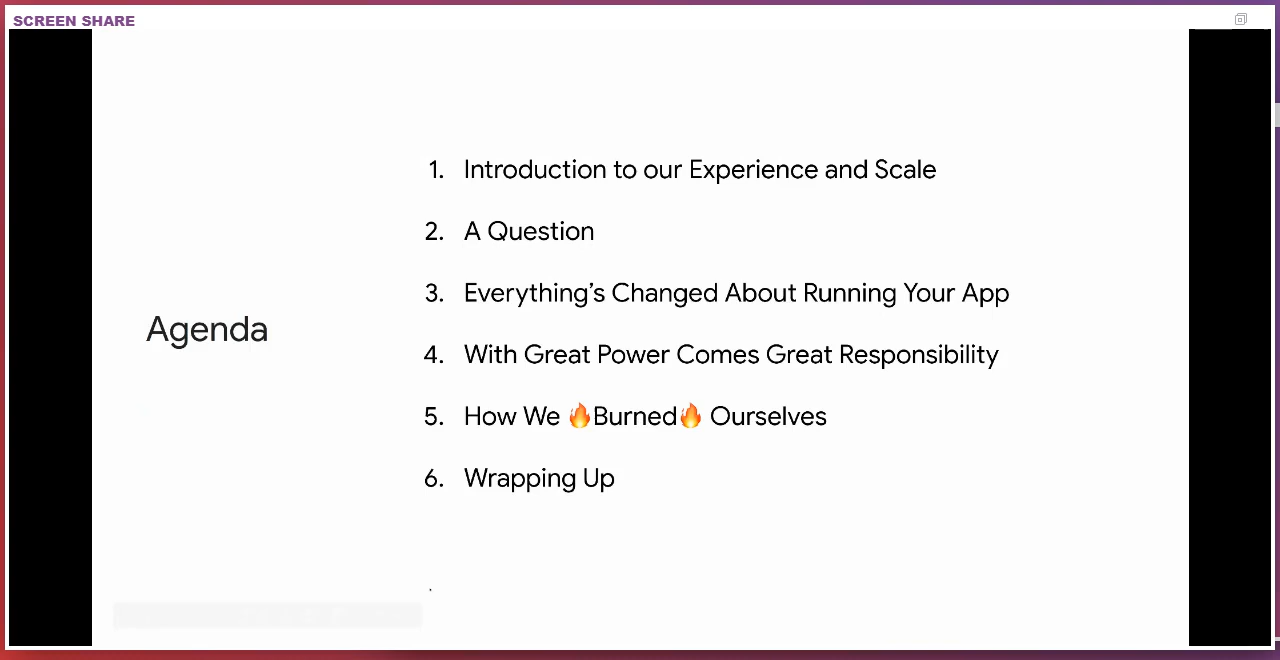 SCREEN SHARE
Agenda
1. Introduction to our Experience and Scale
2. A Question
3. Everything’s Changed About Running Your App
4. With Great Power Comes Great Responsibility
5. How We 🔥Burned🔥 Ourselves
6. Wrapping Up